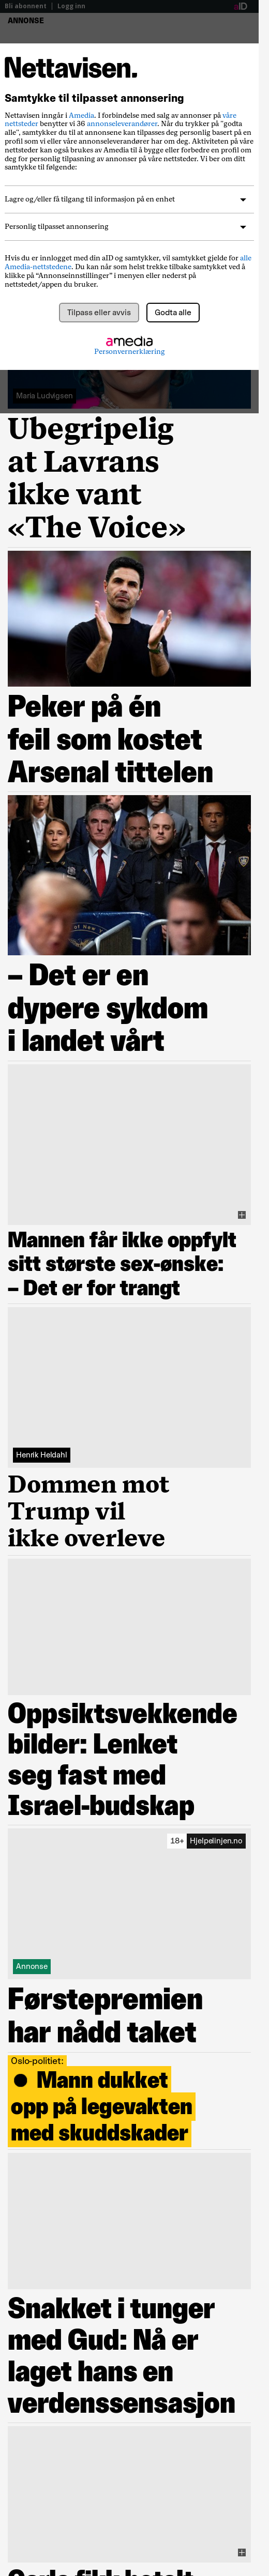 Bli abonnent | Logg inn
aID
ANNONSE
Nettavisen.
Samtykke til tilpasset annonsering
Nettavisen inngår i Amedia. I forbindelse med salg av annonser på våre
nettsteder benytter vi 36 annonseleverandører. Når du trykker på "godta
alle", samtykker du til at annonsene kan tilpasses deg personlig basert på en
profil som vi eller våre annonseleverandører har om deg. Aktiviteten på våre
nettsteder kan også brukes av Amedia til å bygge eller forbedre en profil om
deg for personlig tilpasning av annonser på våre nettsteder. Vi ber om ditt
samtykke til følgende:
Lagre og/eller få tilgang til informasjon på en enhet
Personlig tilpasset annonsering
Hvis du er innlogget med din aID og samtykker, vil samtykket gjelde for alle
Amedia-nettstedene. Du kan når som helst trekke tilbake samtykket ved å
klikke på “Annonseinnstillinger” i menyen eller nederst på
nettstedet/appen du bruker.
Tilpass eller avvis
Godta alle
amedia
Personvernerklæring
Maria Ludvigsen
Ubegripelig
at Lavrans
ikke vant
«The Voice»
Peker på én
feil som kostet
Arsenal tittelen
– Det er en
dypere sykdom
i landet vårt
Mannen får ikke oppfylt
sitt største sex-ønske:
– Det er for trangt
Henrik Heldahl
Dommen mot
Trump vil
ikke overleve
Oppsiktsvekkende
bilder: Lenket
seg fast med
Israel-budskap
18+ Hjelpelinjen.no
Annonse
Førstepremien
har nådd taket
Oslo-politiet:
● Mann dukket
opp på legevakten
med skuddskader
Snakket i tunger
med Gud: Nå er
laget hans en
verdenssensasjon